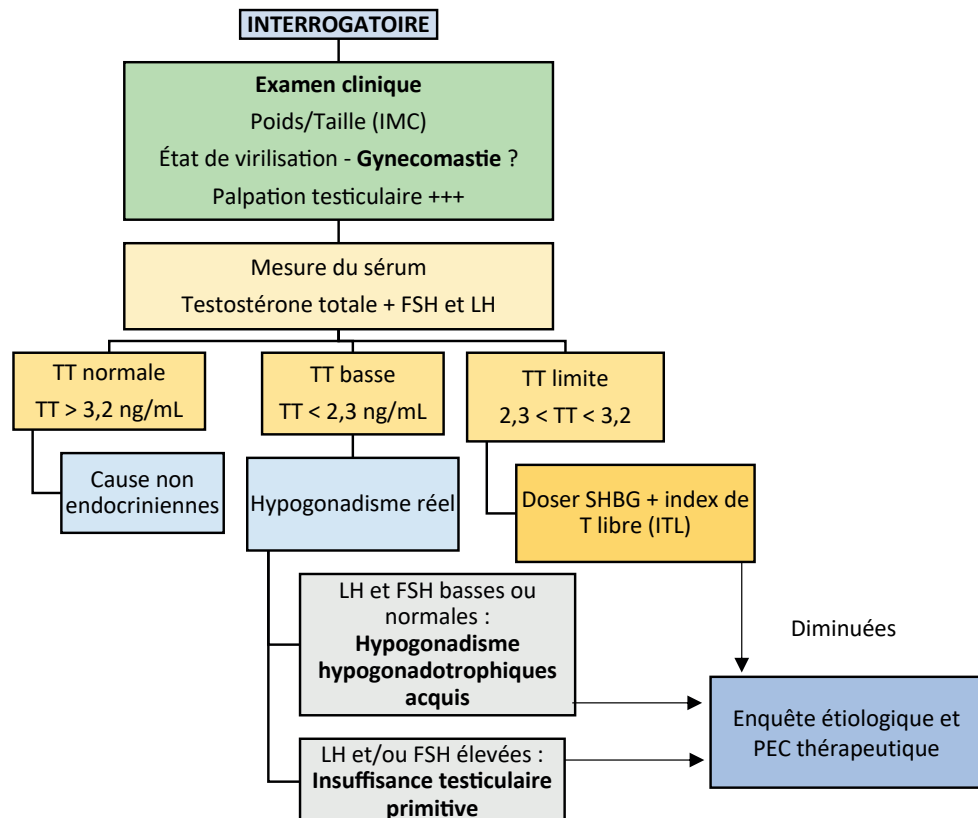 INTERROGATOIRE
Examen clinique
Poids/Taille (IMC)
État de virilisation - Gynecomastie ?
Palpation testiculaire +++
Mesure du sérum
Testostérone totale + FSH et LH
TT normale
TT > 3,2 ng/mL
TT basse
TT < 2,3 ng/mL
TT limite
2,3 < TT < 3,2
Cause non
endocriniennes
Hypogonadisme réel
Doser SHBG + index de
T libre (ITL)
LH et FSH basses ou
normales :
Hypogonadisme
hypogonadotrophiques
acquis
Diminuées
Enquête étiologique et
PEC thérapeutique
LH et/ou FSH élevées :
Insuffisance testiculaire
primitive